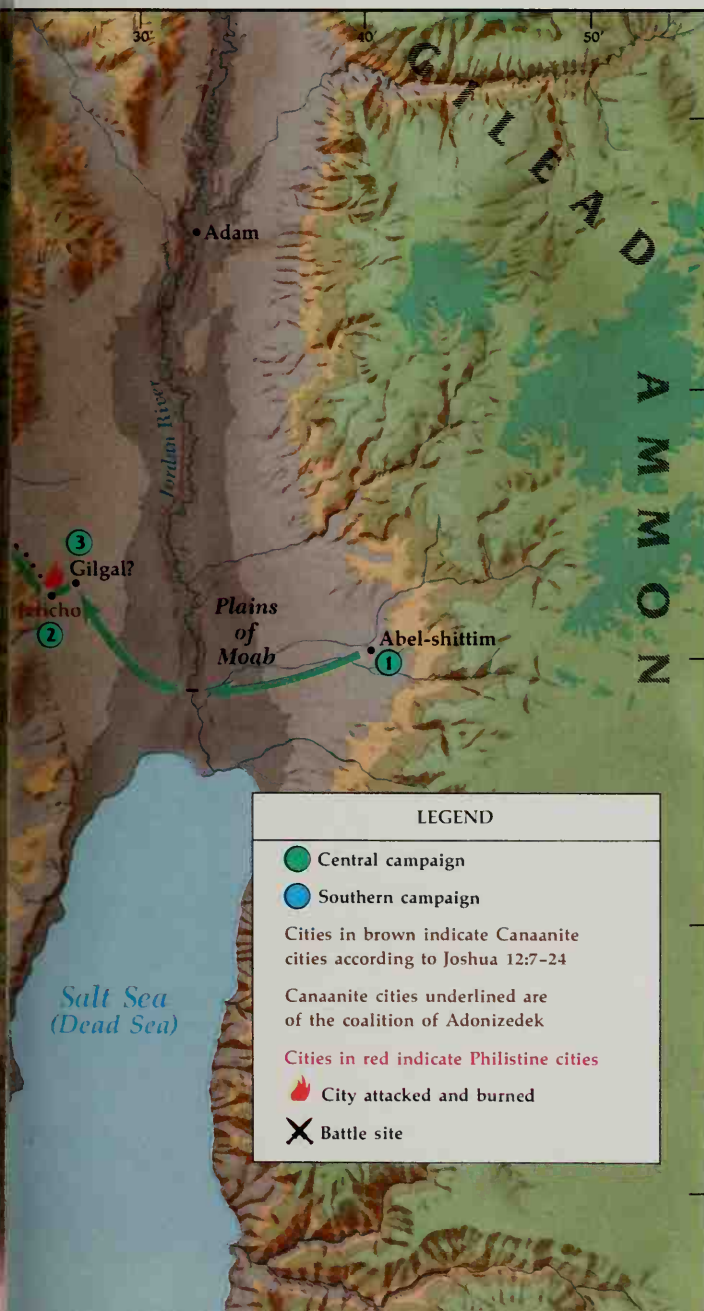 30'
40'
50'
GILEAD
Adam
Jordan River
AMMON
3
Gilgal?
Jericho
2
Plains
of
Moab
Abel-shittim
1
LEGEND
Central campaign
Southern campaign
Cities in brown indicate Canaanite
cities according to Joshua 12:7–24
Canaanite cities underlined are
of the coalition of Adonizedek
Cities in red indicate Philistine cities
City attacked and burned
Battle site
Salt Sea
(Dead Sea)